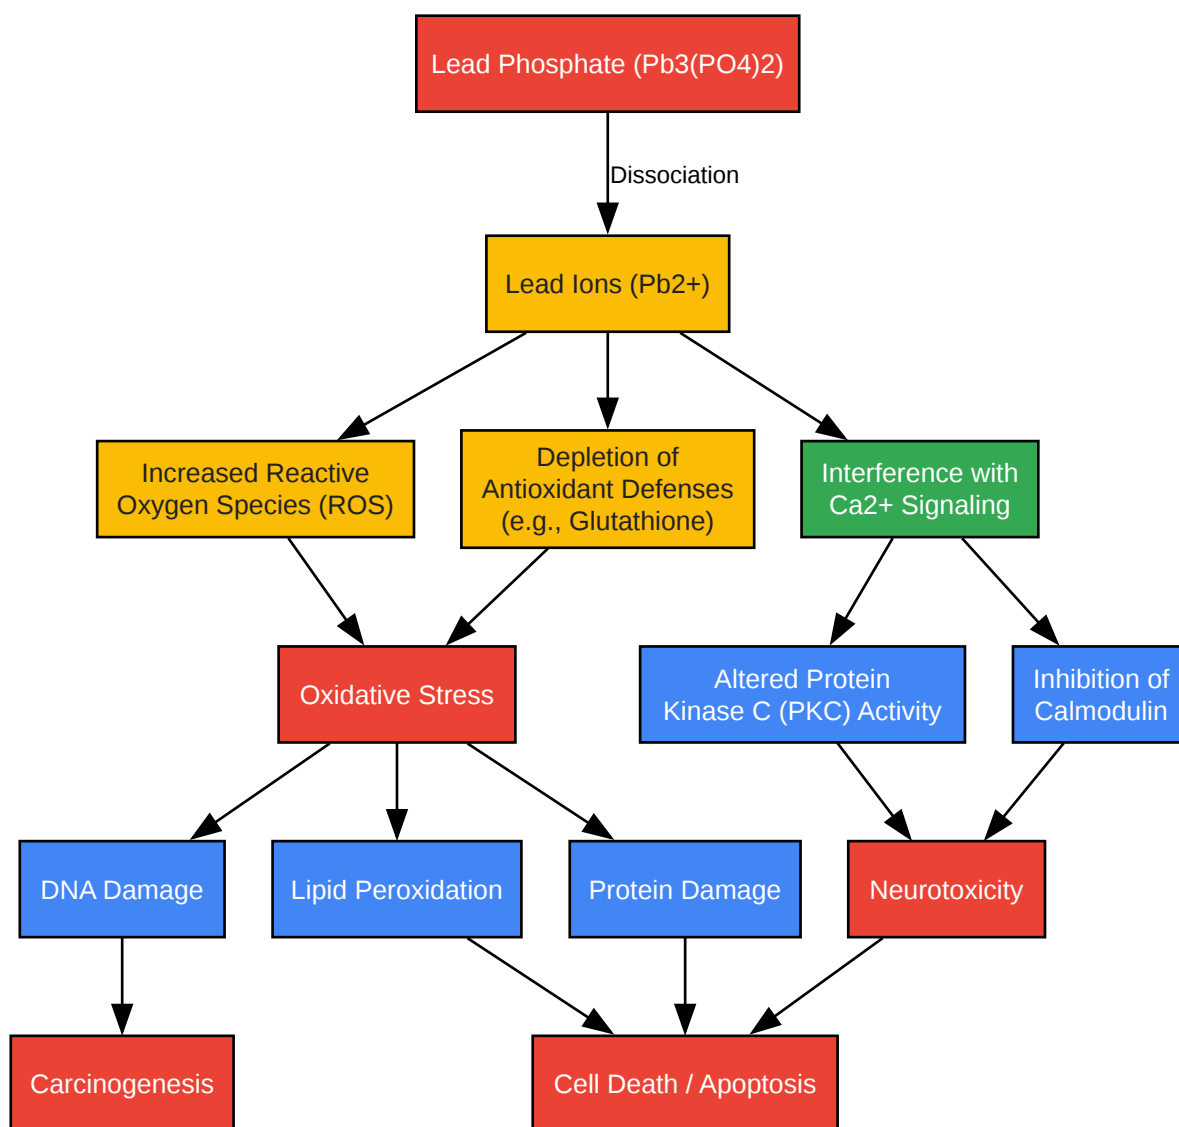 Lead Phosphate (Pb3(PO4)2)
Dissociation
Lead Ions (Pb2+)
Increased Reactive
Oxygen Species (ROS)
Depletion of
Antioxidant Defenses
(e.g., Glutathione)
Interference with
Ca2+ Signaling
Oxidative Stress
Altered Protein
Kinase C (PKC) Activity
Inhibition of
Calmodulin
DNA Damage
Lipid Peroxidation
Protein Damage
Neurotoxicity
Carcinogenesis
Cell Death / Apoptosis